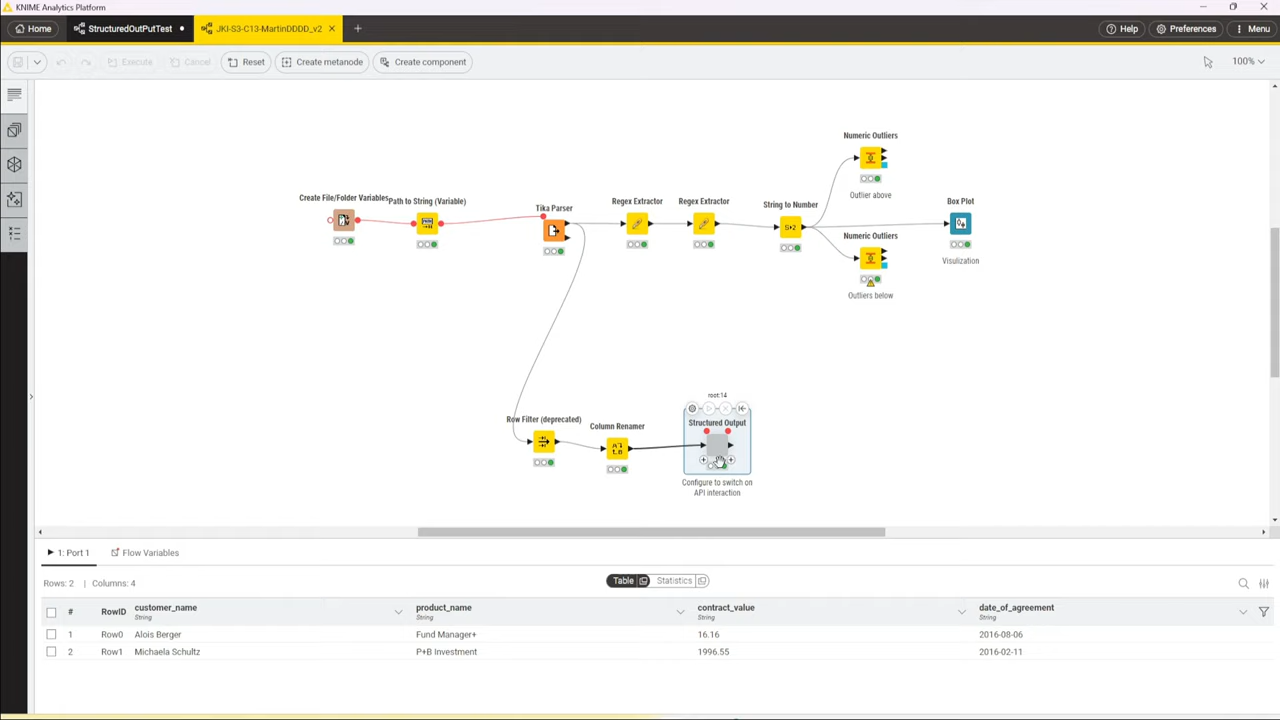 KNIME Analytics Platform
Home
StructuredOutPutTest
JKI-S3-C13-MartinDDDD_v2
Help
Preferences
Menu
Execute
Cancel
Reset
Create metanode
Create component
100%
Numeric Outliers
Outlier above
Create File/Folder Variables
Path to String (Variable)
Tika Parser
Regex Extractor
Regex Extractor
String to Number
Box Plot
Numeric Outliers
Visulization
Outliers below
root:14
Row Filter (deprecated)
Column Renamer
Structured Output
Configure to switch on
API interaction
1: Port 1
Flow Variables
Rows: 2 | Columns: 4
Table
Statistics
# RowID customer_name product_name contract_value date_of_agreement
String String String String
1 Row0 Alois Berger Fund Manager+ 16.16 2016-08-06
2 Row1 Michaela Schultz P+B Investment 1996.55 2016-02-11